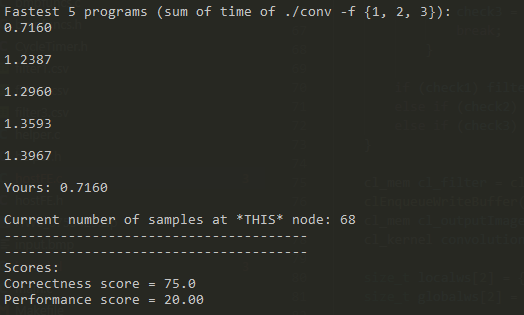 Fastest 5 programs (sum of time of ./conv -f {1, 2, 3}):
0.7160
1.2387
1.2960
1.3593
1.3967
Yours: 0.7160
Current number of samples at *THIS* node: 68
--------------------------------------
--------------------------------------
Scores:
Correctness score = 75.0
Performance score = 20.00